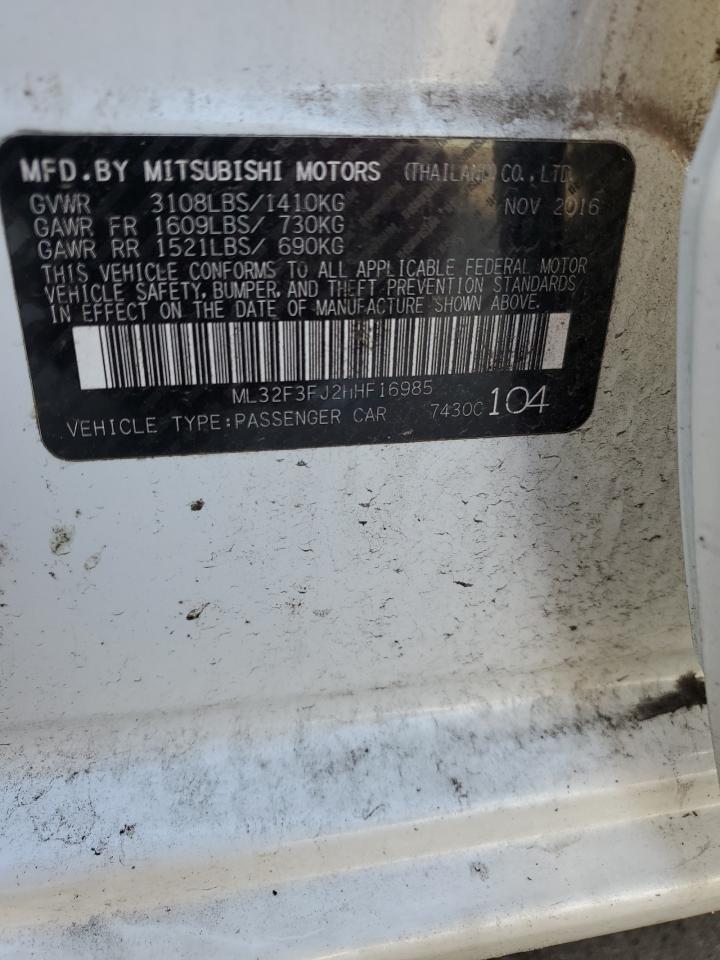 MFD.BY MITSUBISHI MOTORS (THAILAND) CO.,LTD.
GVWR 3108LBS/1410KG NOV 2016
GAWR FR 1609LBS/ 730KG
GAWR RR 1521LBS/ 690KG
THIS VEHICLE CONFORMS TO ALL APPLICABLE FEDERAL MOTOR
VEHICLE SAFETY, BUMPER, AND THEFT PREVENTION STANDARDS
IN EFFECT ON THE DATE OF MANUFACTURE SHOWN ABOVE.
ML32F3FJ2HHF16985
VEHICLE TYPE:PASSENGER CAR 7430C 104